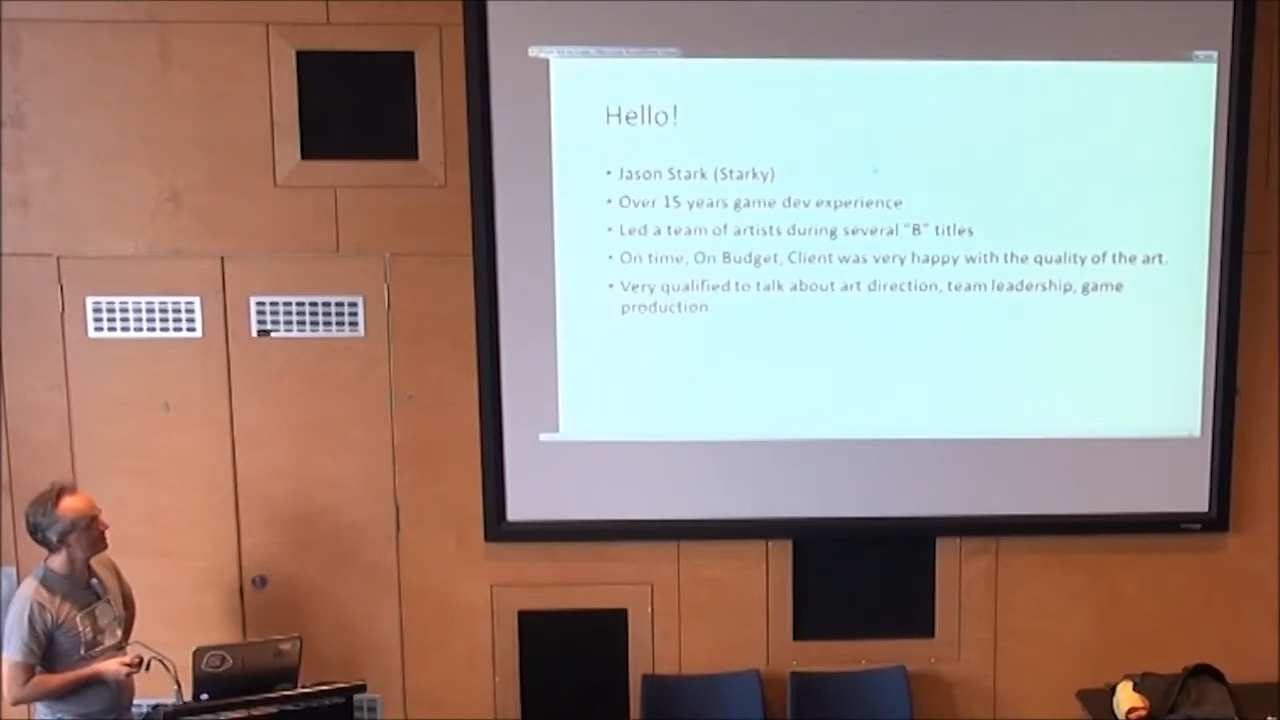 Hello!
• Jason Stark (Starky)
• Over 15 years game dev experience
• Led a team of artists during several "B" titles
• On time, On Budget, Client was very happy with the quality of the art.
• Very qualified to talk about art direction, team leadership, game
production.